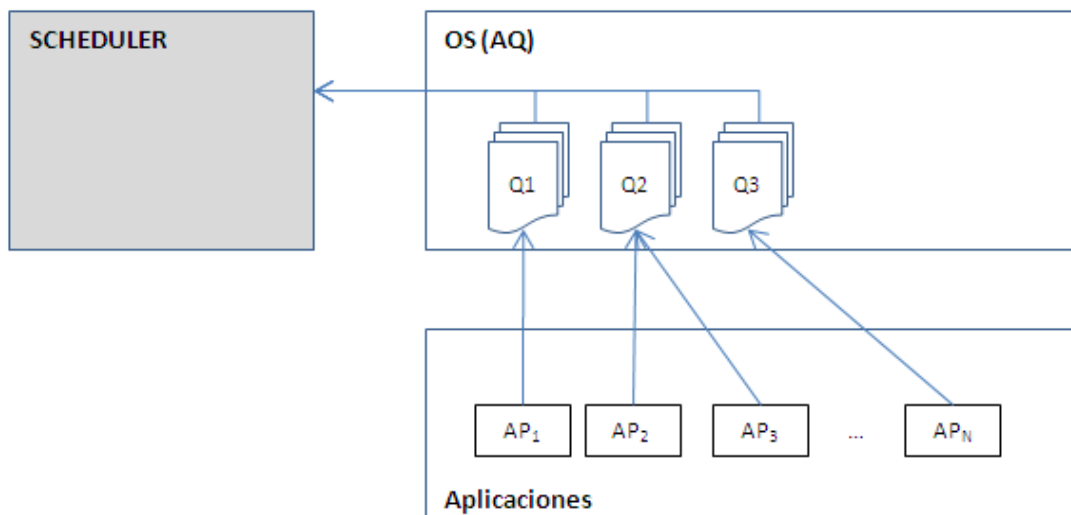 SCHEDULER
OS (AQ)
Q1 Q2 Q3
AP₁ AP₂ AP₃ ... APN
Aplicaciones